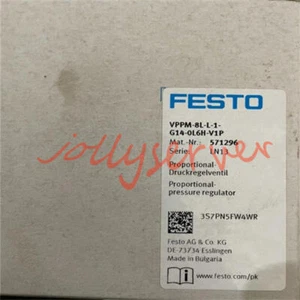 FESTO
VPPM-8L-L-1-
G14-0L6H-V1P
Mat.-Nr.: 571296
Serie: LN13
Proportional-
Druckregelventil
Proportional-
pressure regulator
3S7PN5FW4WR
Festo AG & Co. KG
DE-73734 Esslingen
Made in Bulgaria
www.festo.com/pk
jollyserver